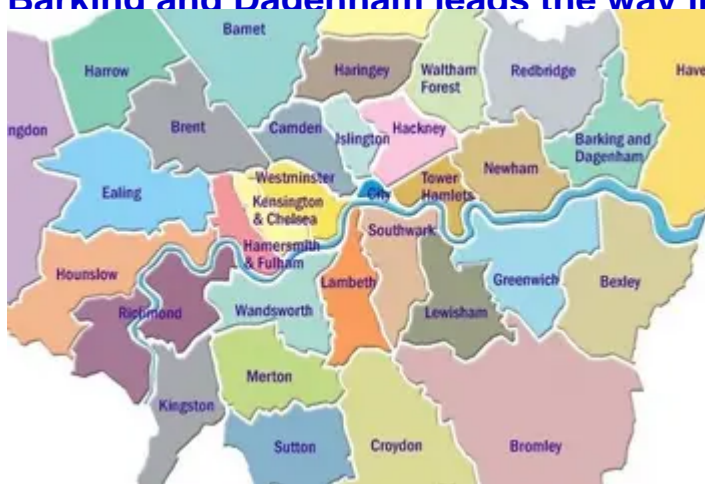 Barking and Dagenham leads the way i
Barnet
Harrow
Haringey
Waltham
Forest
Redbridge
Have
ngdon
Brent
Camden
Islington
Hackney
Barking and
Dagenham
Newham
Ealing
Westminster
Kensington
& Chelsea
City
Tower
Hamlets
Southwark
Hamersmith
& Fulham
Hounslow
Lambeth
Greenwich
Bexley
Richmond
Wandsworth
Lewisham
Merton
Kingston
Sutton
Croydon
Bromley